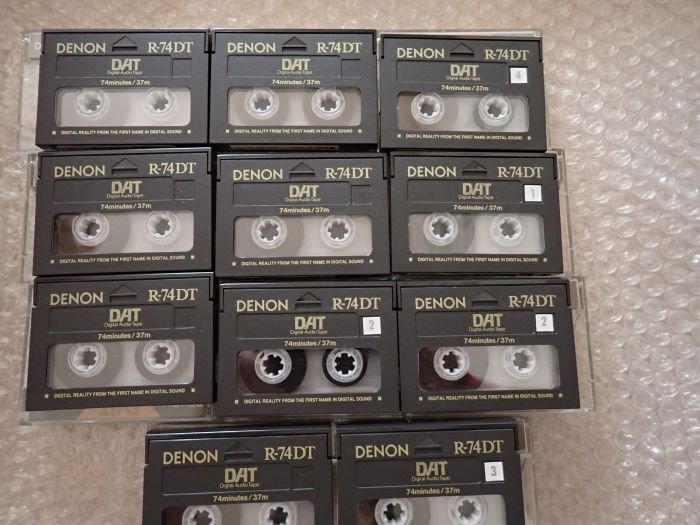 DENON R-74DT
DAT
Digital Audio Tape
74minutes / 37m
DIGITAL REALITY FROM THE FIRST NAME IN DIGITAL SOUND
DENON R-74DT
DAT
Digital Audio Tape
74minutes / 37m
DIGITAL REALITY FROM THE FIRST NAME IN DIGITAL SOUND
DENON R-74DT
DAT 4
Digital Audio Tape
74minutes / 37m
DIGITAL REALITY FROM THE FIRST NAME IN DIGITAL SOUND
DENON R-74DT
DAT
Digital Audio Tape
74minutes / 37m
DIGITAL REALITY FROM THE FIRST NAME IN DIGITAL SOUND
DENON R-74DT
DAT
Digital Audio Tape
74minutes / 37m
DIGITAL REALITY FROM THE FIRST NAME IN DIGITAL SOUND
DENON R-74DT
DAT 1
Digital Audio Tape
74minutes / 37m
DIGITAL REALITY FROM THE FIRST NAME IN DIGITAL SOUND
DENON R-74DT
DAT
Digital Audio Tape
74minutes / 37m
DIGITAL REALITY FROM THE FIRST NAME IN DIGITAL SOUND
DENON R-74DT
DAT 2
Digital Audio Tape
74minutes / 37m
DIGITAL REALITY FROM THE FIRST NAME IN DIGITAL SOUND
DENON R-74DT
DAT 2
Digital Audio Tape
74minutes / 37m
DIGITAL REALITY FROM THE FIRST NAME IN DIGITAL SOUND
DENON R-74DT
DAT
Digital Audio Tape
74minutes / 37m
DENON R-74DT
DAT 3
Digital Audio Tape
74minutes / 37m